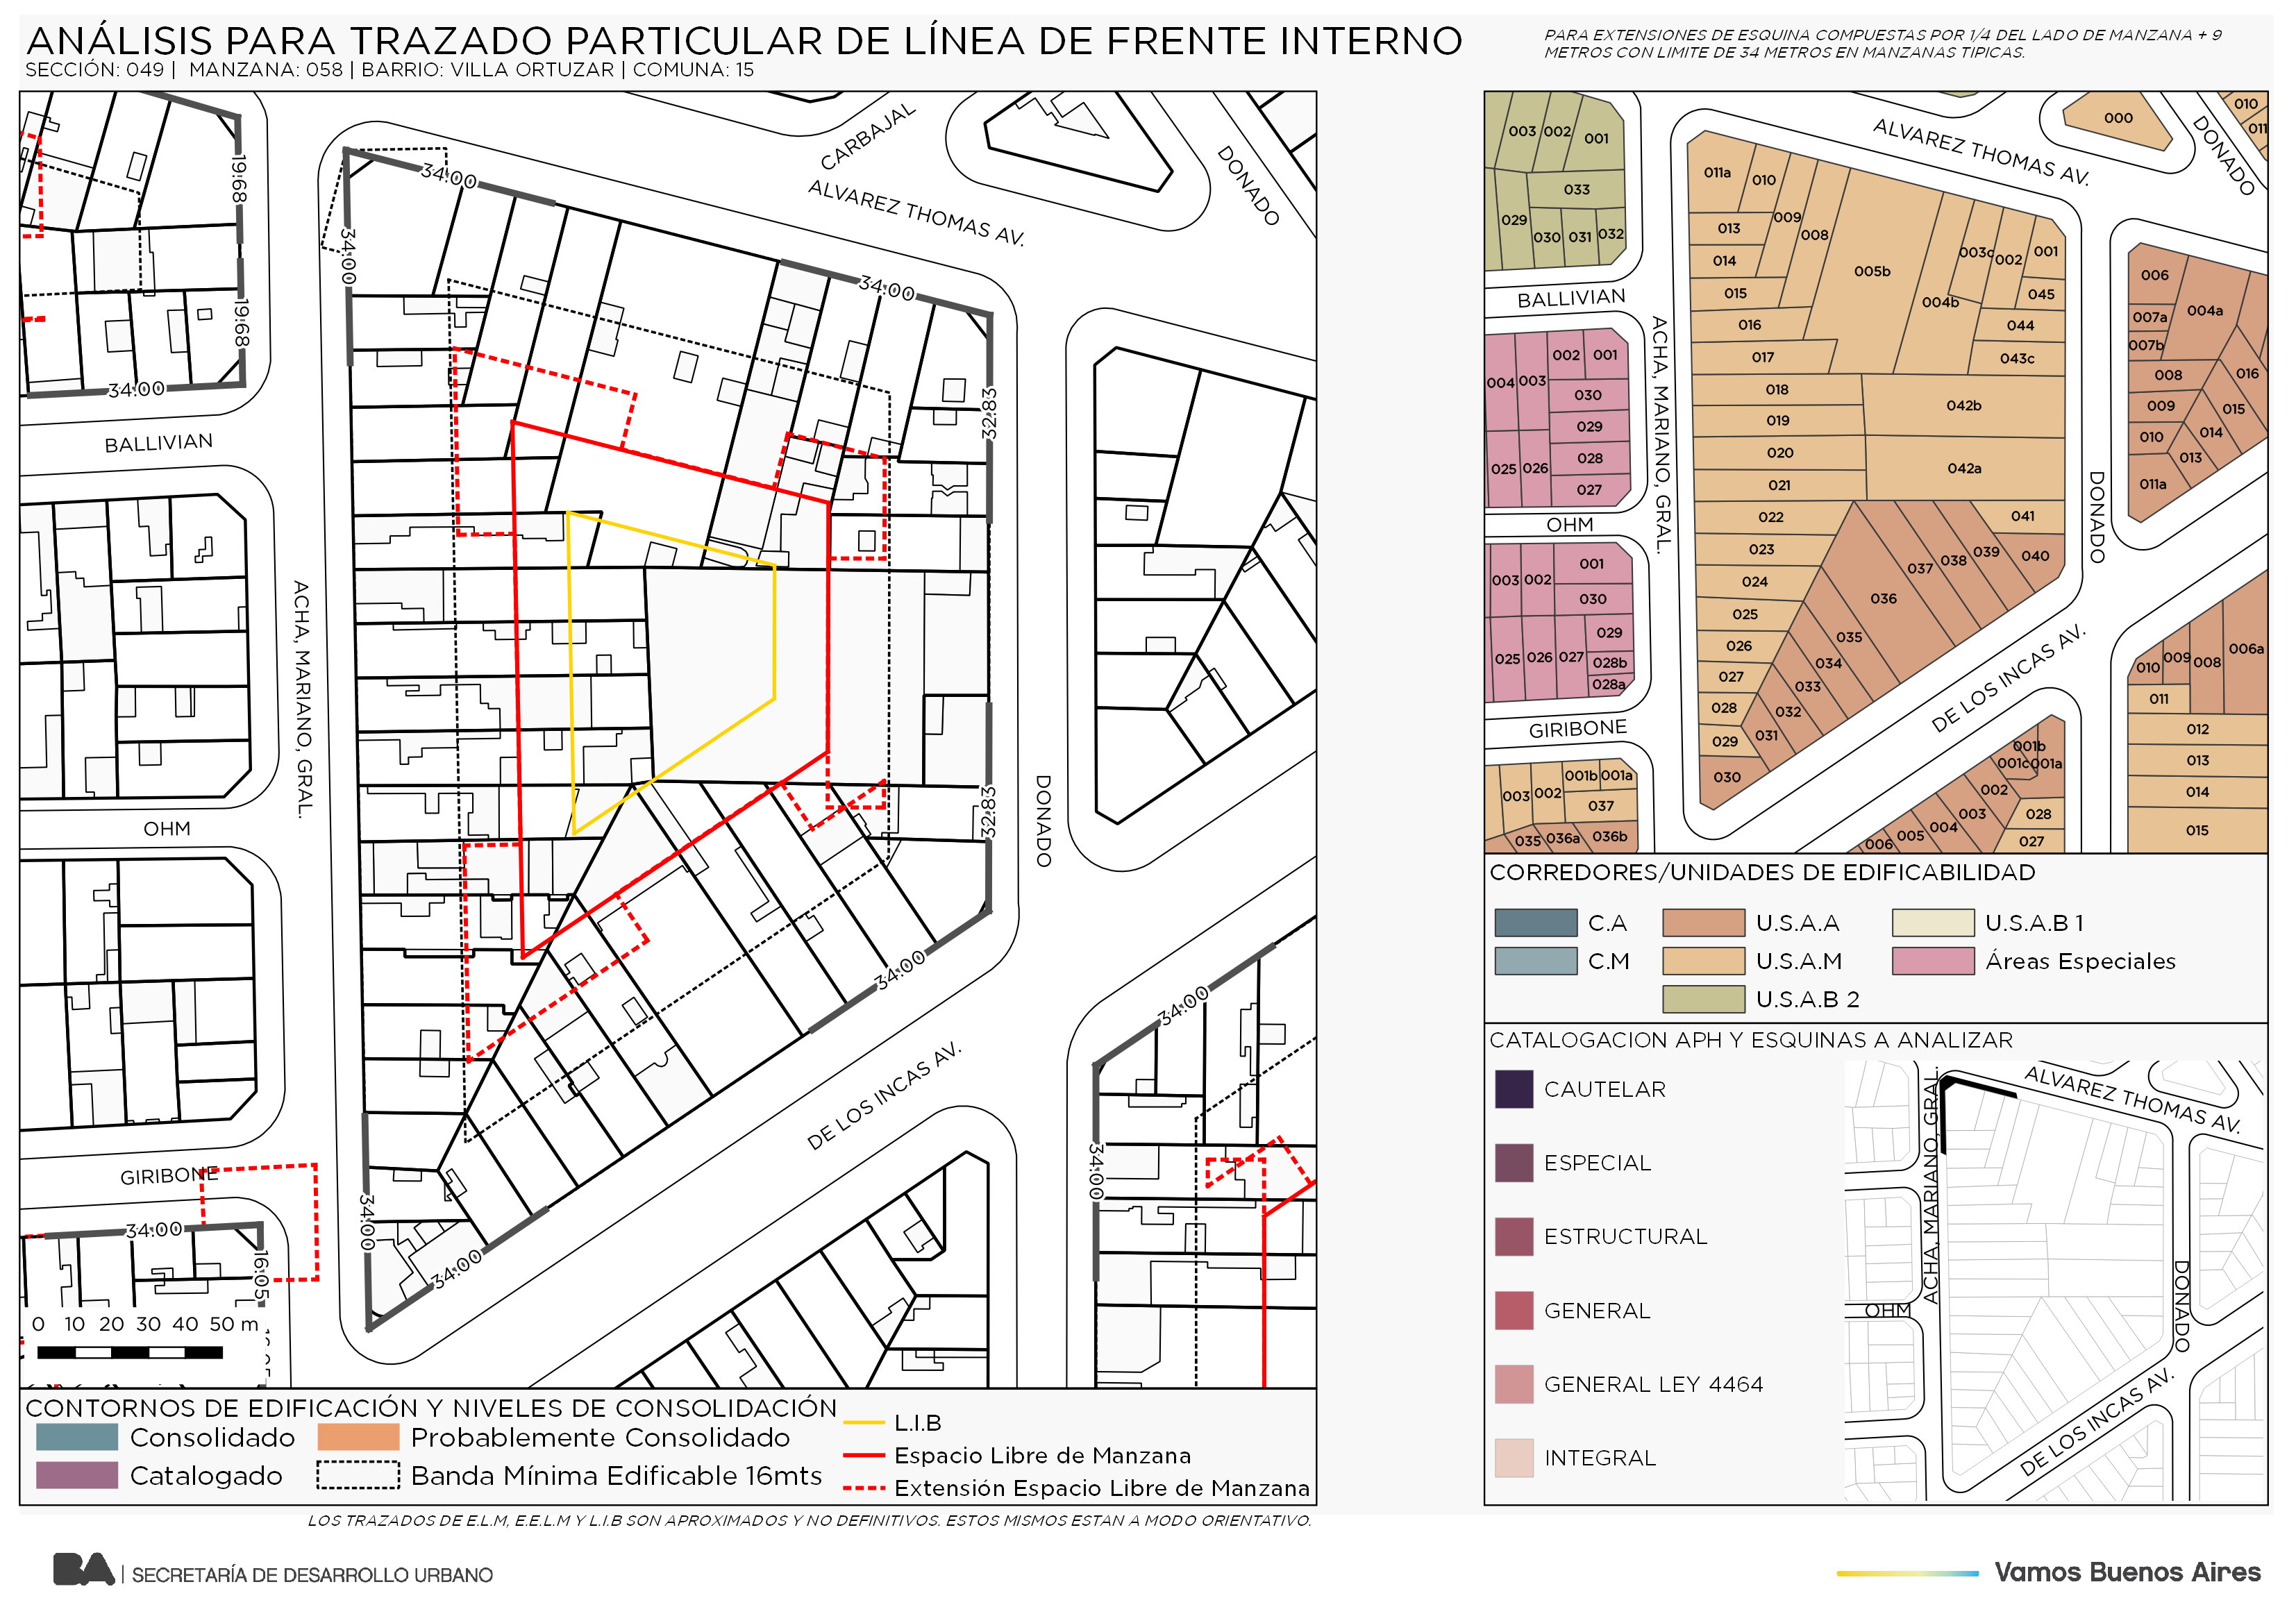 ANÁLISIS PARA TRAZADO PARTICULAR DE LÍNEA DE FRENTE INTERNO
SECCIÓN: 049 | MANZANA: 058 | BARRIO: VILLA ORTUZAR | COMUNA: 15
PARA EXTENSIONES DE ESQUINA COMPUESTAS POR 1/4 DEL LADO DE MANZANA + 9
METROS CON LIMITE DE 34 METROS EN MANZANAS TIPICAS.
CARBAJAL
DONADO
ALVAREZ THOMAS AV.
19:68
34:00
34:00
34:00
19:68
32:83
34:00
BALLIVIAN
ACHA, MARIANO, GRAL.
OHM
DONADO
32:83
34:00
34:00
DE LOS INCAS AV.
34:00
GIRIBONE
34:00
34:00
34:00
16:05
0 10 20 30 40 50 m
CONTORNOS DE EDIFICACIÓN Y NIVELES DE CONSOLIDACIÓN
Consolidado
Probablemente Consolidado
Catalogado
Banda Mínima Edificable 16mts
L.I.B
Espacio Libre de Manzana
Extensión Espacio Libre de Manzana
LOS TRAZADOS DE E.L.M, E.E.L.M Y L.I.B SON APROXIMADOS Y NO DEFINITIVOS. ESTOS MISMOS ESTAN A MODO ORIENTATIVO.
003 002 001
033
029
030 031 032
BALLIVIAN
002 001
004 003
030
029
025 026
028
027
OHM
003 002
001
030
029
025 026 027
028b
028a
GIRIBONE
001b 001a
003 002
037
035 036a 036b
ACHA, MARIANO, GRAL.
ALVAREZ THOMAS AV.
000
010
011
DONADO
011a
010
009
008
013
014
015
016
017
005b
004b
003c
002
001
045
044
043c
018
019
020
021
042b
042a
022
023
024
025
026
027
028
029
030
031
032
033
034
035
036
037
038
039
040
041
DONADO
006
004a
007a
007b
008
016
009
015
010
014
013
011a
DE LOS INCAS AV.
001b
001c
001a
002
003
004
005
006
028
027
010
009
008
006a
011
012
013
014
015
CORREDORES/UNIDADES DE EDIFICABILIDAD
C.A
U.S.A.A
U.S.A.B 1
C.M
U.S.A.M
Áreas Especiales
U.S.A.B 2
CATALOGACION APH Y ESQUINAS A ANALIZAR
CAUTELAR
ESPECIAL
ESTRUCTURAL
GENERAL
GENERAL LEY 4464
INTEGRAL
ALVAREZ THOMAS AV.
ACHA, MARIANO, GRAL.
OHM
DONADO
DE LOS INCAS AV.
BA | SECRETARÍA DE DESARROLLO URBANO
Vamos Buenos Aires